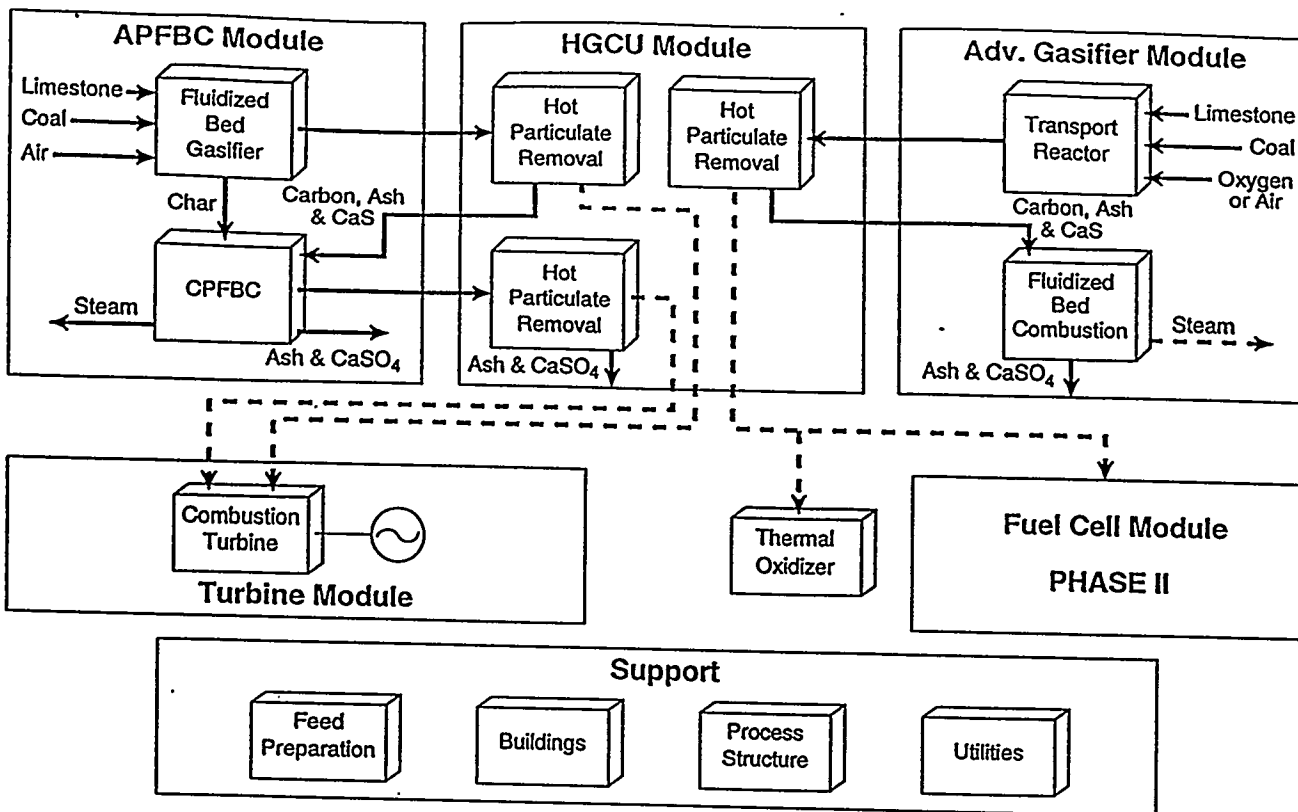 APFBC Module
Limestone
Coal
Air
Fluidized
Bed
Gasifier
Char
Carbon, Ash
& CaS
CPFBC
Steam
Ash & CaSO₄
HGCU Module
Hot
Particulate
Removal
Hot
Particulate
Removal
Hot
Particulate
Removal
Ash & CaSO₄
Adv. Gasifier Module
Transport
Reactor
Limestone
Coal
Oxygen
or Air
Carbon, Ash
& CaS
Fluidized
Bed
Combustion
Steam
Ash & CaSO₄
Combustion
Turbine
Turbine Module
Thermal
Oxidizer
Fuel Cell Module
PHASE II
Support
Feed
Preparation
Buildings
Process
Structure
Utilities